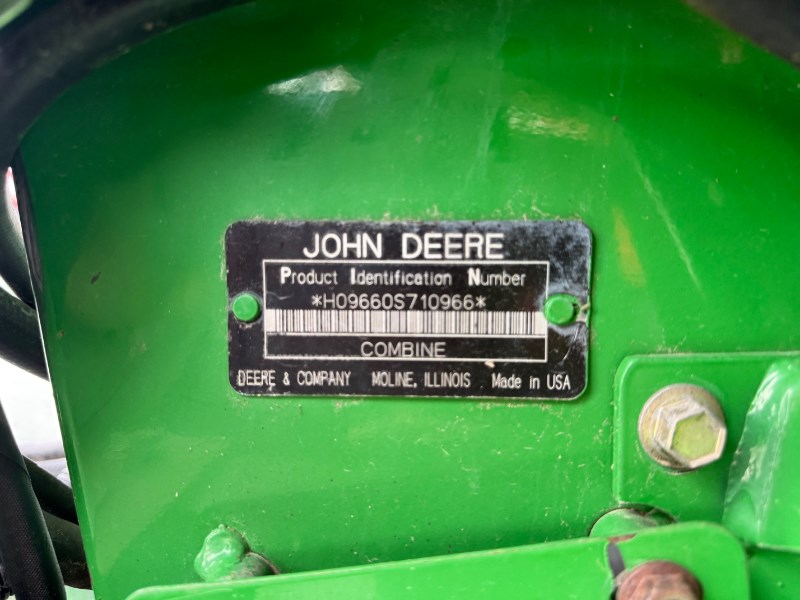 JOHN DEERE
Product Identification Number
*H09660S710966*
COMBINE
DEERE & COMPANY MOLINE, ILLINOIS Made in USA